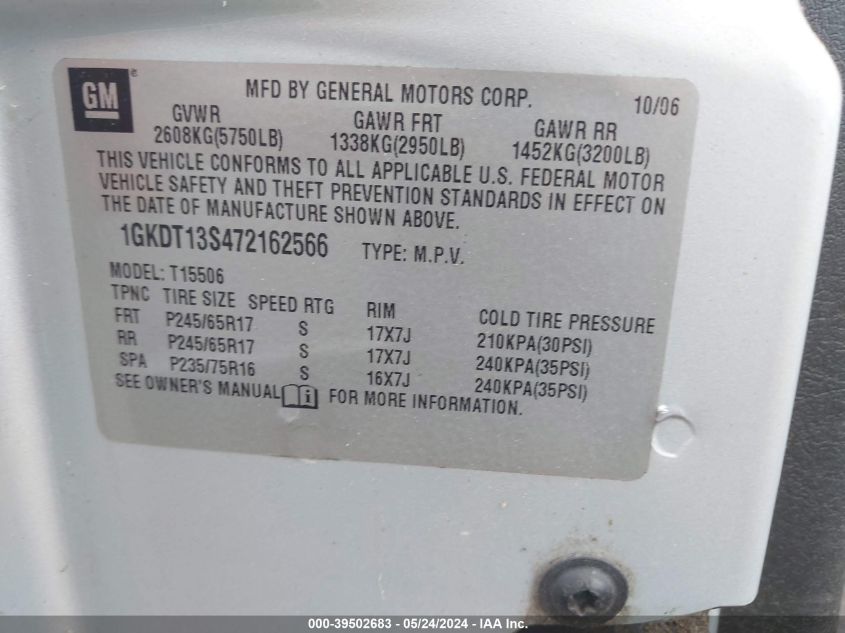 GM ®
MFD BY GENERAL MOTORS CORP. 10/06
GVWR GAWR FRT GAWR RR
2608KG(5750LB) 1338KG(2950LB) 1452KG(3200LB)
THIS VEHICLE CONFORMS TO ALL APPLICABLE U.S. FEDERAL MOTOR
VEHICLE SAFETY AND THEFT PREVENTION STANDARDS IN EFFECT ON
THE DATE OF MANUFACTURE SHOWN ABOVE.
1GKDT13S472162566 TYPE: M.P.V.
MODEL: T15506
TPNC TIRE SIZE SPEED RTG RIM COLD TIRE PRESSURE
FRT P245/65R17 S 17X7J 210KPA(30PSI)
RR P245/65R17 S 17X7J 240KPA(35PSI)
SPA P235/75R16 S 16X7J 240KPA(35PSI)
SEE OWNER'S MANUAL i FOR MORE INFORMATION.
000-39502683 / 05/24/2024 - IAA Inc.